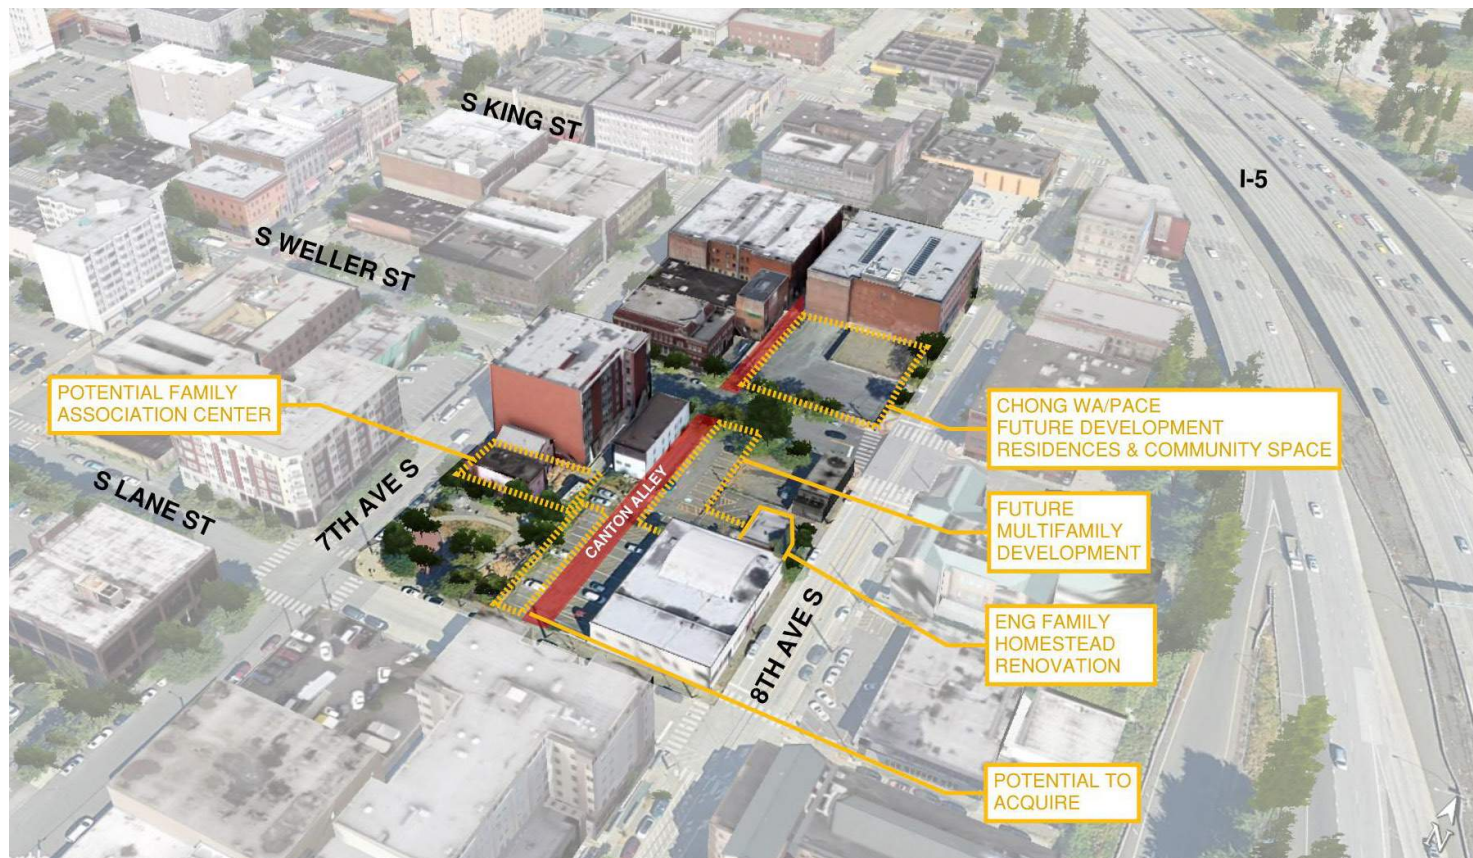 S KING ST
I-5
S WELLER ST
POTENTIAL FAMILY
ASSOCIATION CENTER
CHONG WA/PACE
FUTURE DEVELOPMENT
RESIDENCES & COMMUNITY SPACE
S LANE ST
7TH AVE S
CANTON ALLEY
FUTURE
MULTIFAMILY
DEVELOPMENT
8TH AVE S
ENG FAMILY
HOMESTEAD
RENOVATION
POTENTIAL TO
ACQUIRE
N